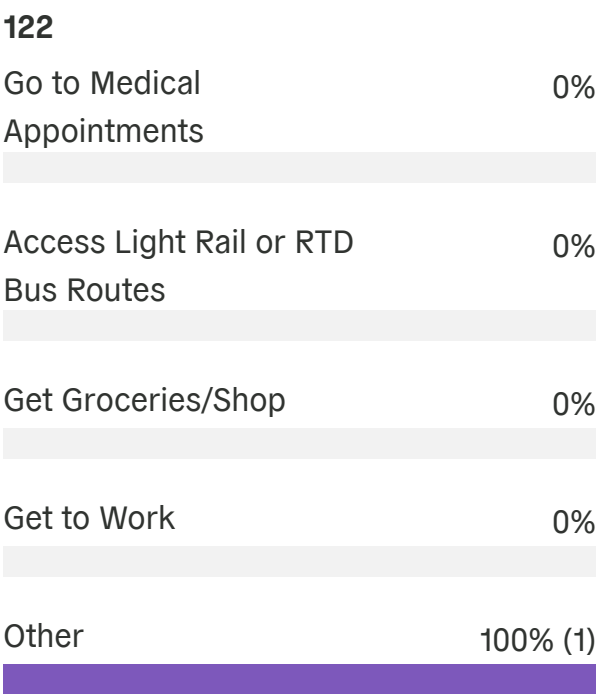 122
Go to Medical 0%
Appointments
Access Light Rail or RTD 0%
Bus Routes
Get Groceries/Shop 0%
Get to Work 0%
Other 100% (1)